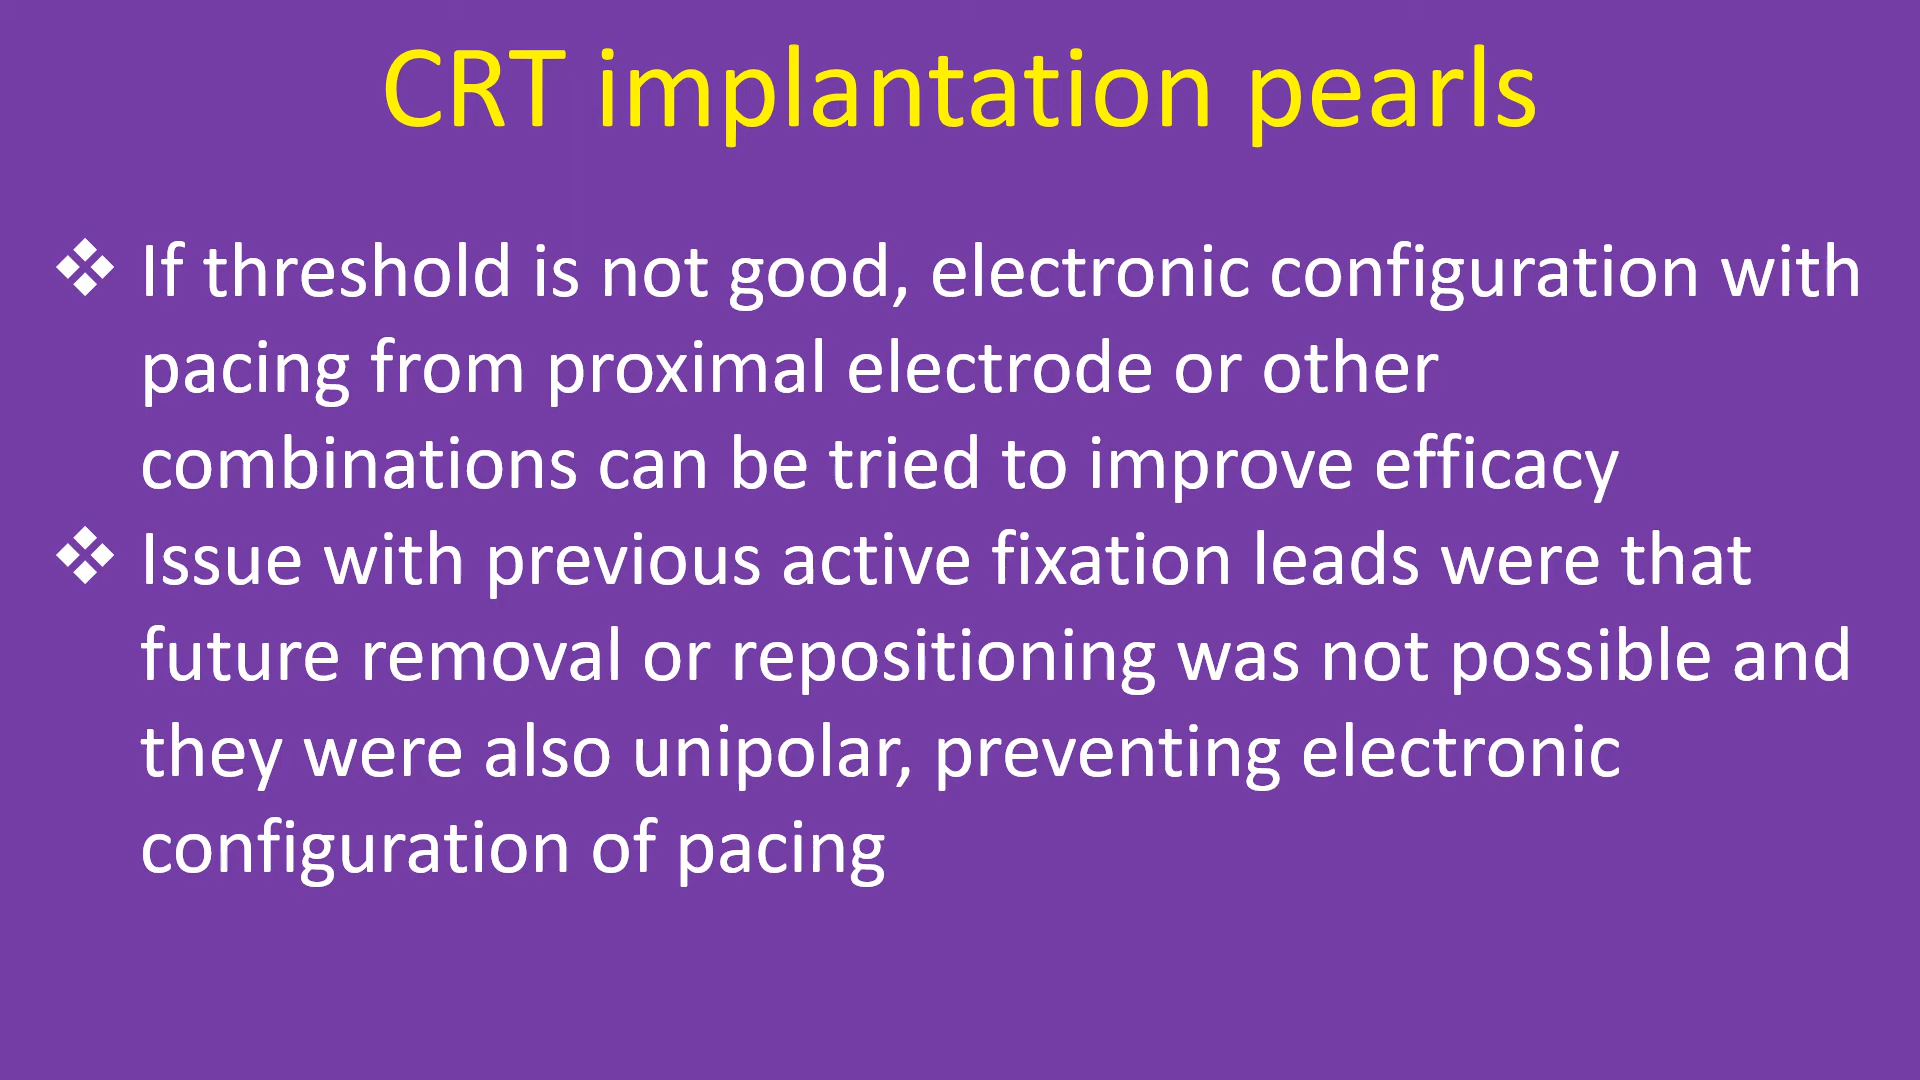 CRT implantation pearls
❖ If threshold is not good, electronic configuration with
pacing from proximal electrode or other
combinations can be tried to improve efficacy
❖ Issue with previous active fixation leads were that
future removal or repositioning was not possible and
they were also unipolar, preventing electronic
configuration of pacing